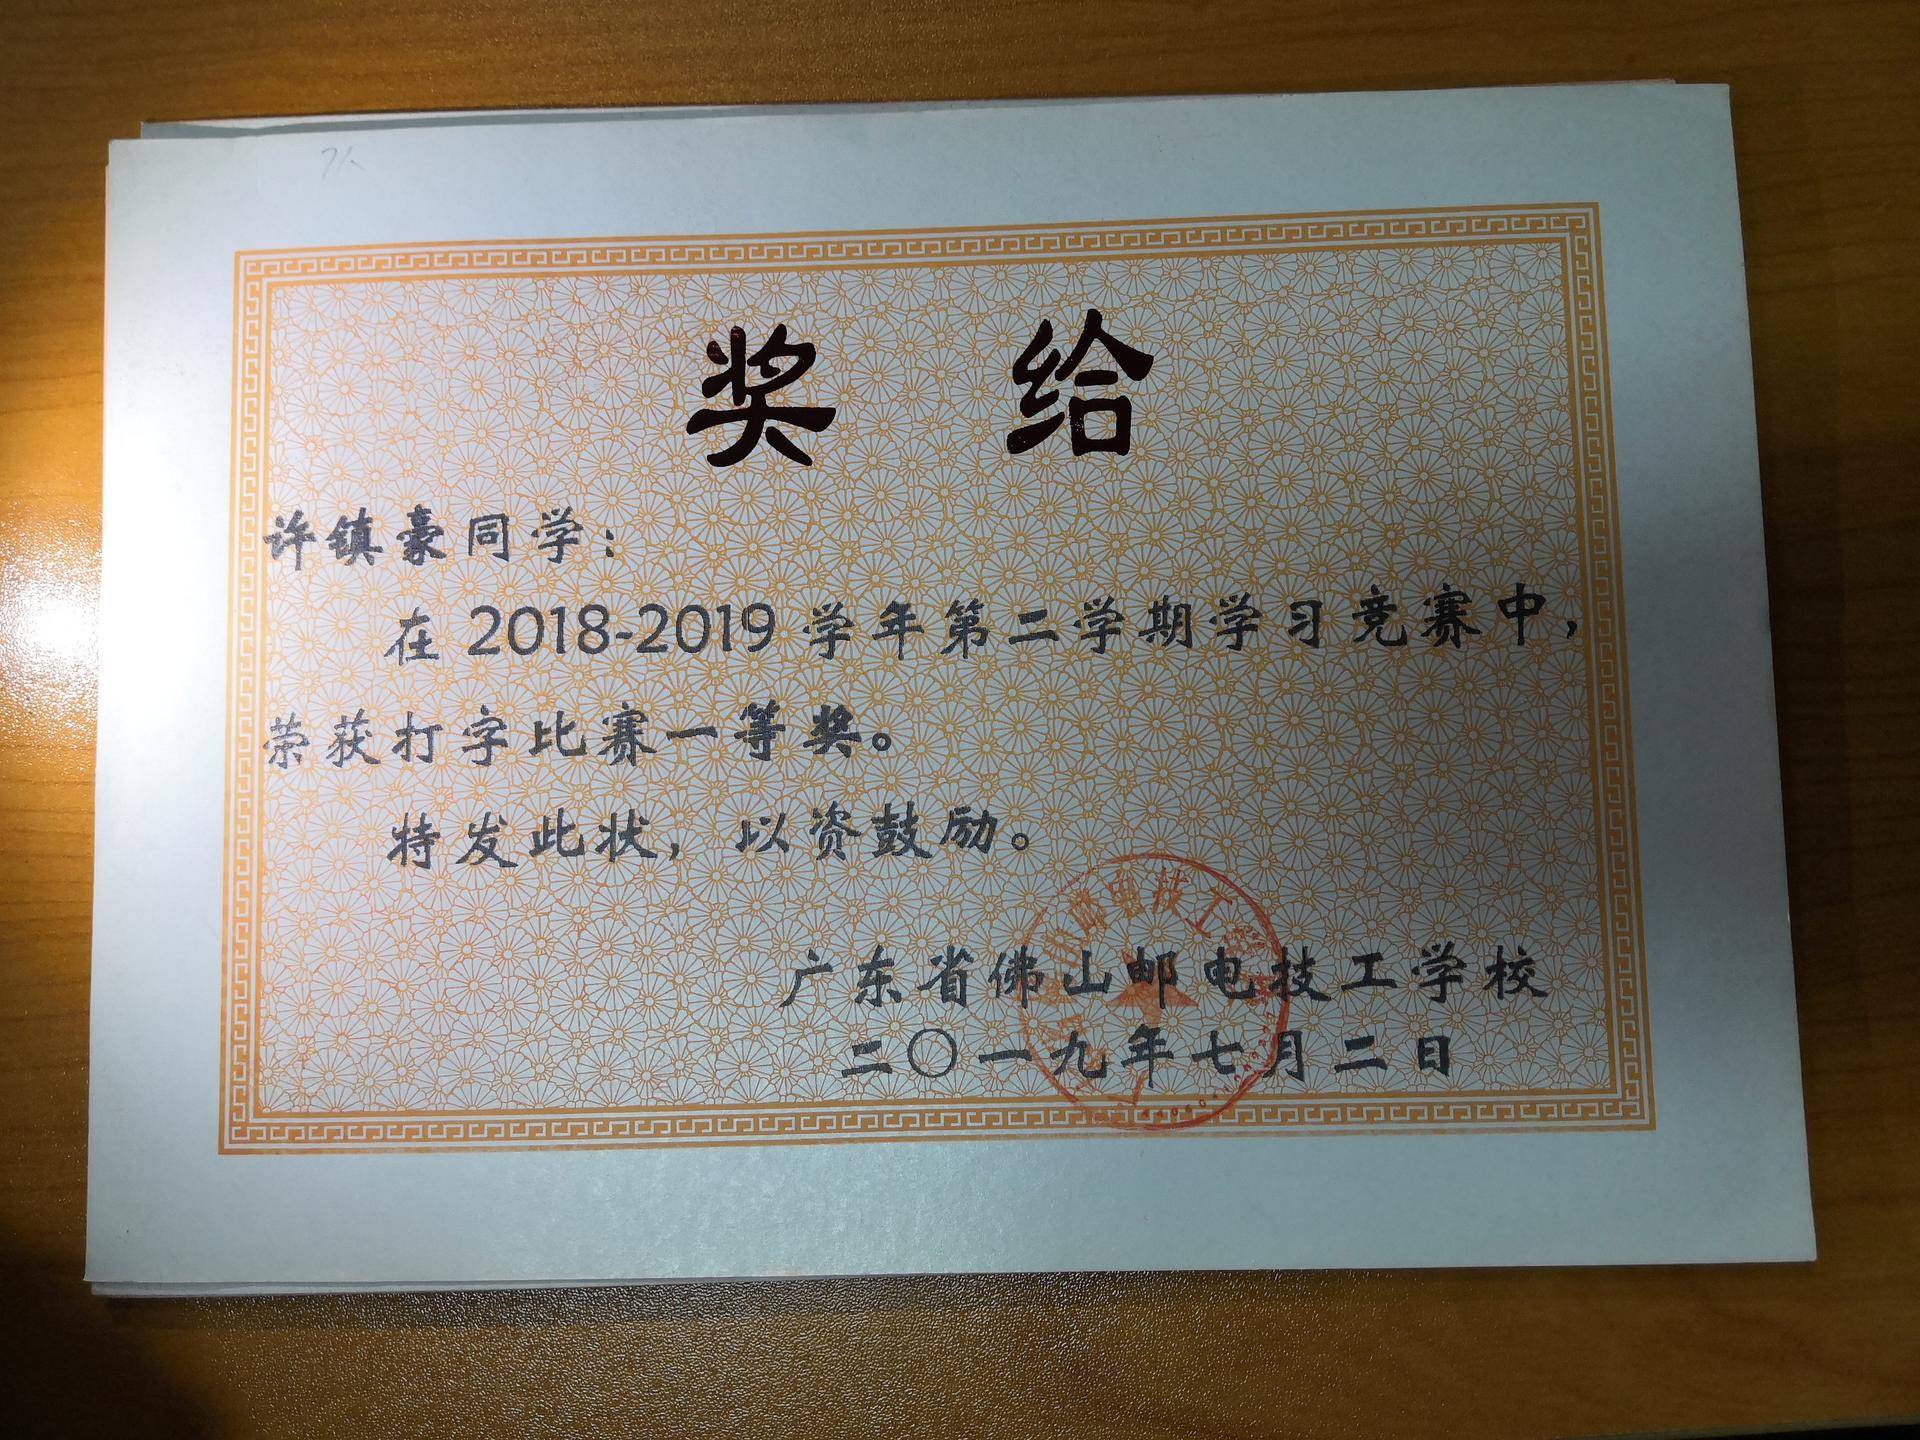 奖 给
许镇豪同学：
在 2018-2019 学年第二学期学习竞赛中，
荣获打字比赛一等奖。
特发此状，以资鼓励。
广东省佛山邮电技工学校
二〇一九年七月二日